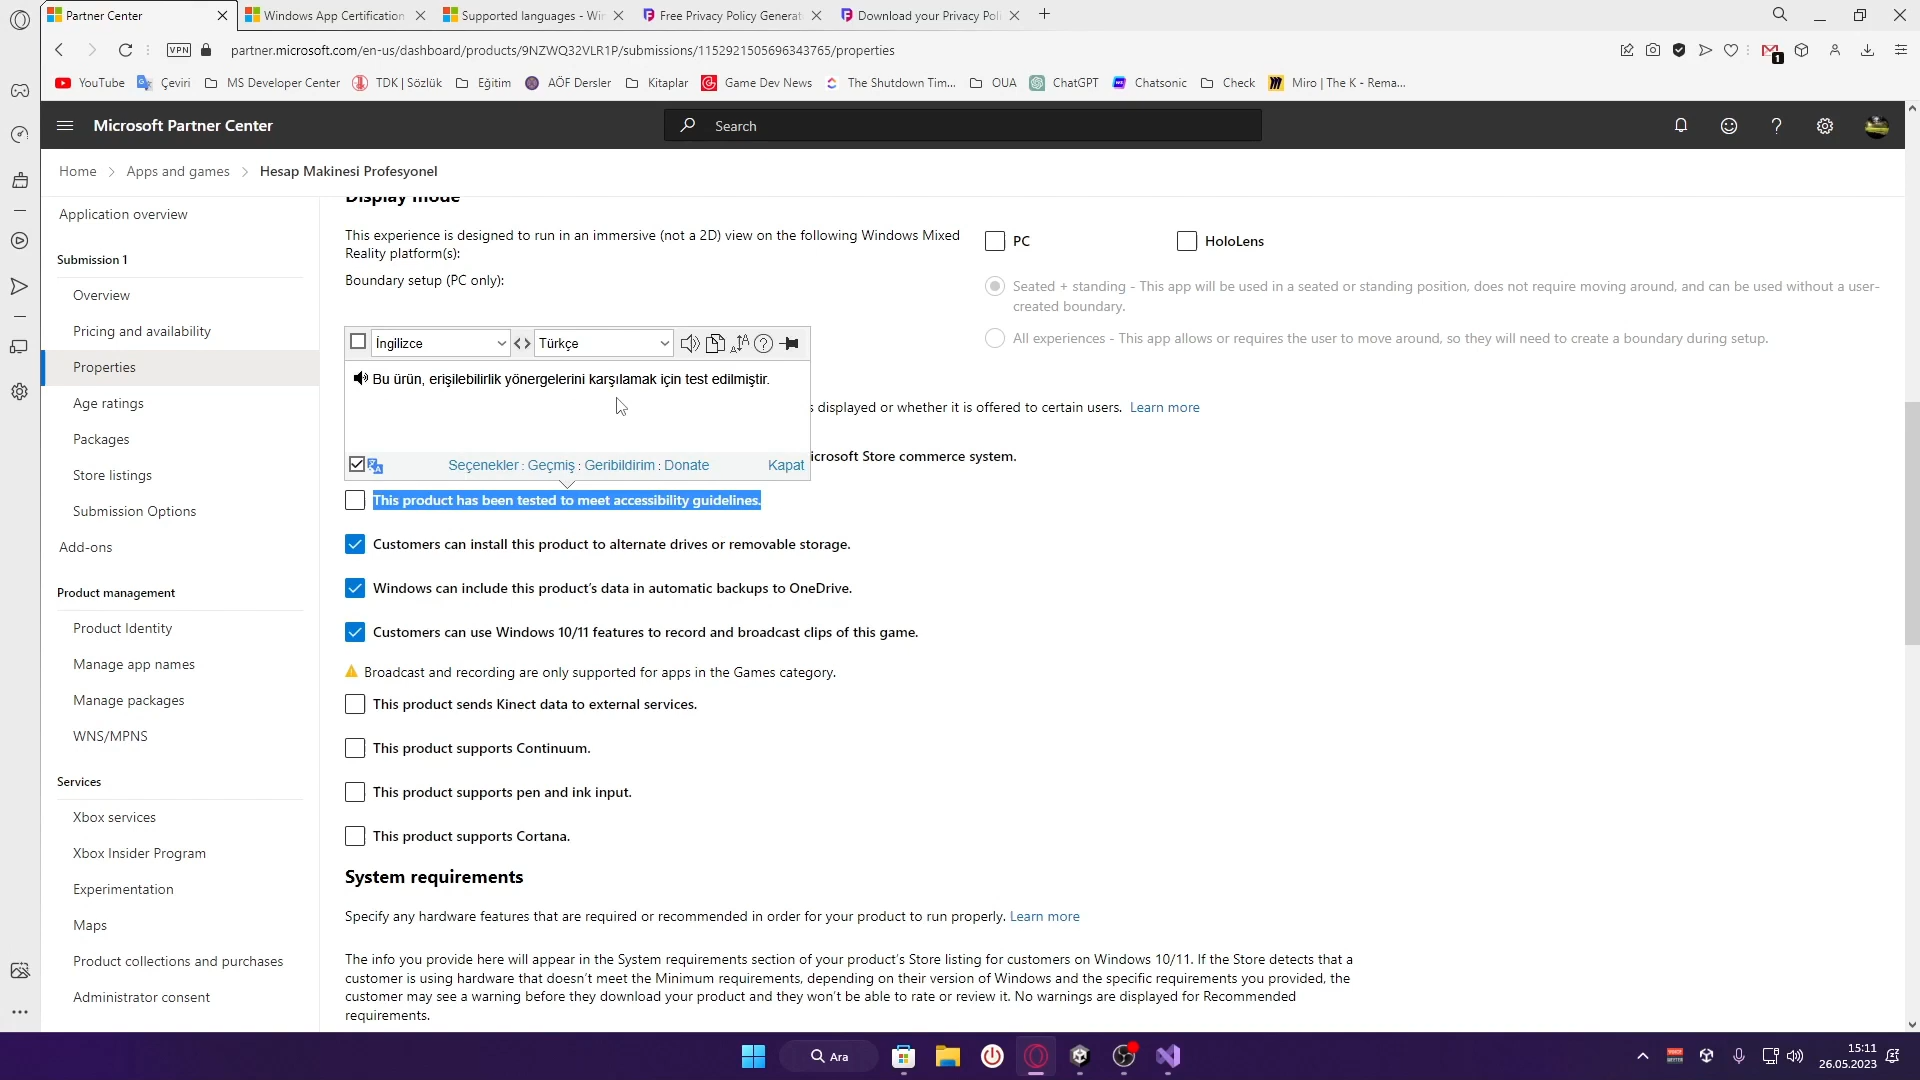 Partner Center
Windows App Certification
Supported languages - Wir
Free Privacy Policy Generat
Download your Privacy Poli
VPN
partner.microsoft.com/en-us/dashboard/products/9NZWQ32VLR1P/submissions/1152921505696343765/properties
1
YouTube
Çeviri
MS Developer Center
TDK | Sözlük
Eğitim
AÖF Dersler
Kitaplar
Game Dev News
The Shutdown Tim...
OUA
ChatGPT
Chatsonic
Check
Miro | The K - Rema...
Microsoft Partner Center
Search
Home
Apps and games
Hesap Makinesi Profesyonel
Application overview
Submission 1
Overview
Pricing and availability
Properties
Age ratings
Packages
Store listings
Submission Options
Add-ons
Product management
Product Identity
Manage app names
Manage packages
WNS/MPNS
Services
Xbox services
Xbox Insider Program
Experimentation
Maps
Product collections and purchases
Administrator consent
Display mode
This experience is designed to run in an immersive (not a 2D) view on the following Windows Mixed
Reality platform(s):
PC
HoloLens
Boundary setup (PC only):
Seated + standing - This app will be used in a seated or standing position, does not require moving around, and can be used without a user-
created boundary.
All experiences - This app allows or requires the user to move around, so they will need to create a boundary during setup.
İngilizce
Türkçe
Bu ürün, erişilebilirlik yönergelerini karşılamak için test edilmiştir.
Seçenekler : Geçmiş : Geribildirim : Donate
Kapat
s displayed or whether it is offered to certain users. Learn more
icrosoft Store commerce system.
This product has been tested to meet accessibility guidelines.
Customers can install this product to alternate drives or removable storage.
Windows can include this product's data in automatic backups to OneDrive.
Customers can use Windows 10/11 features to record and broadcast clips of this game.
Broadcast and recording are only supported for apps in the Games category.
This product sends Kinect data to external services.
This product supports Continuum.
This product supports pen and ink input.
This product supports Cortana.
System requirements
Specify any hardware features that are required or recommended in order for your product to run properly. Learn more
The info you provide here will appear in the System requirements section of your product's Store listing for customers on Windows 10/11. If the Store detects that a
customer is using hardware that doesn't meet the Minimum requirements, depending on their version of Windows and the specific requirements you provided, the
customer may see a warning before they download your product and they won't be able to rate or review it. No warnings are displayed for Recommended
requirements.
Ara
15:11
26.05.2023